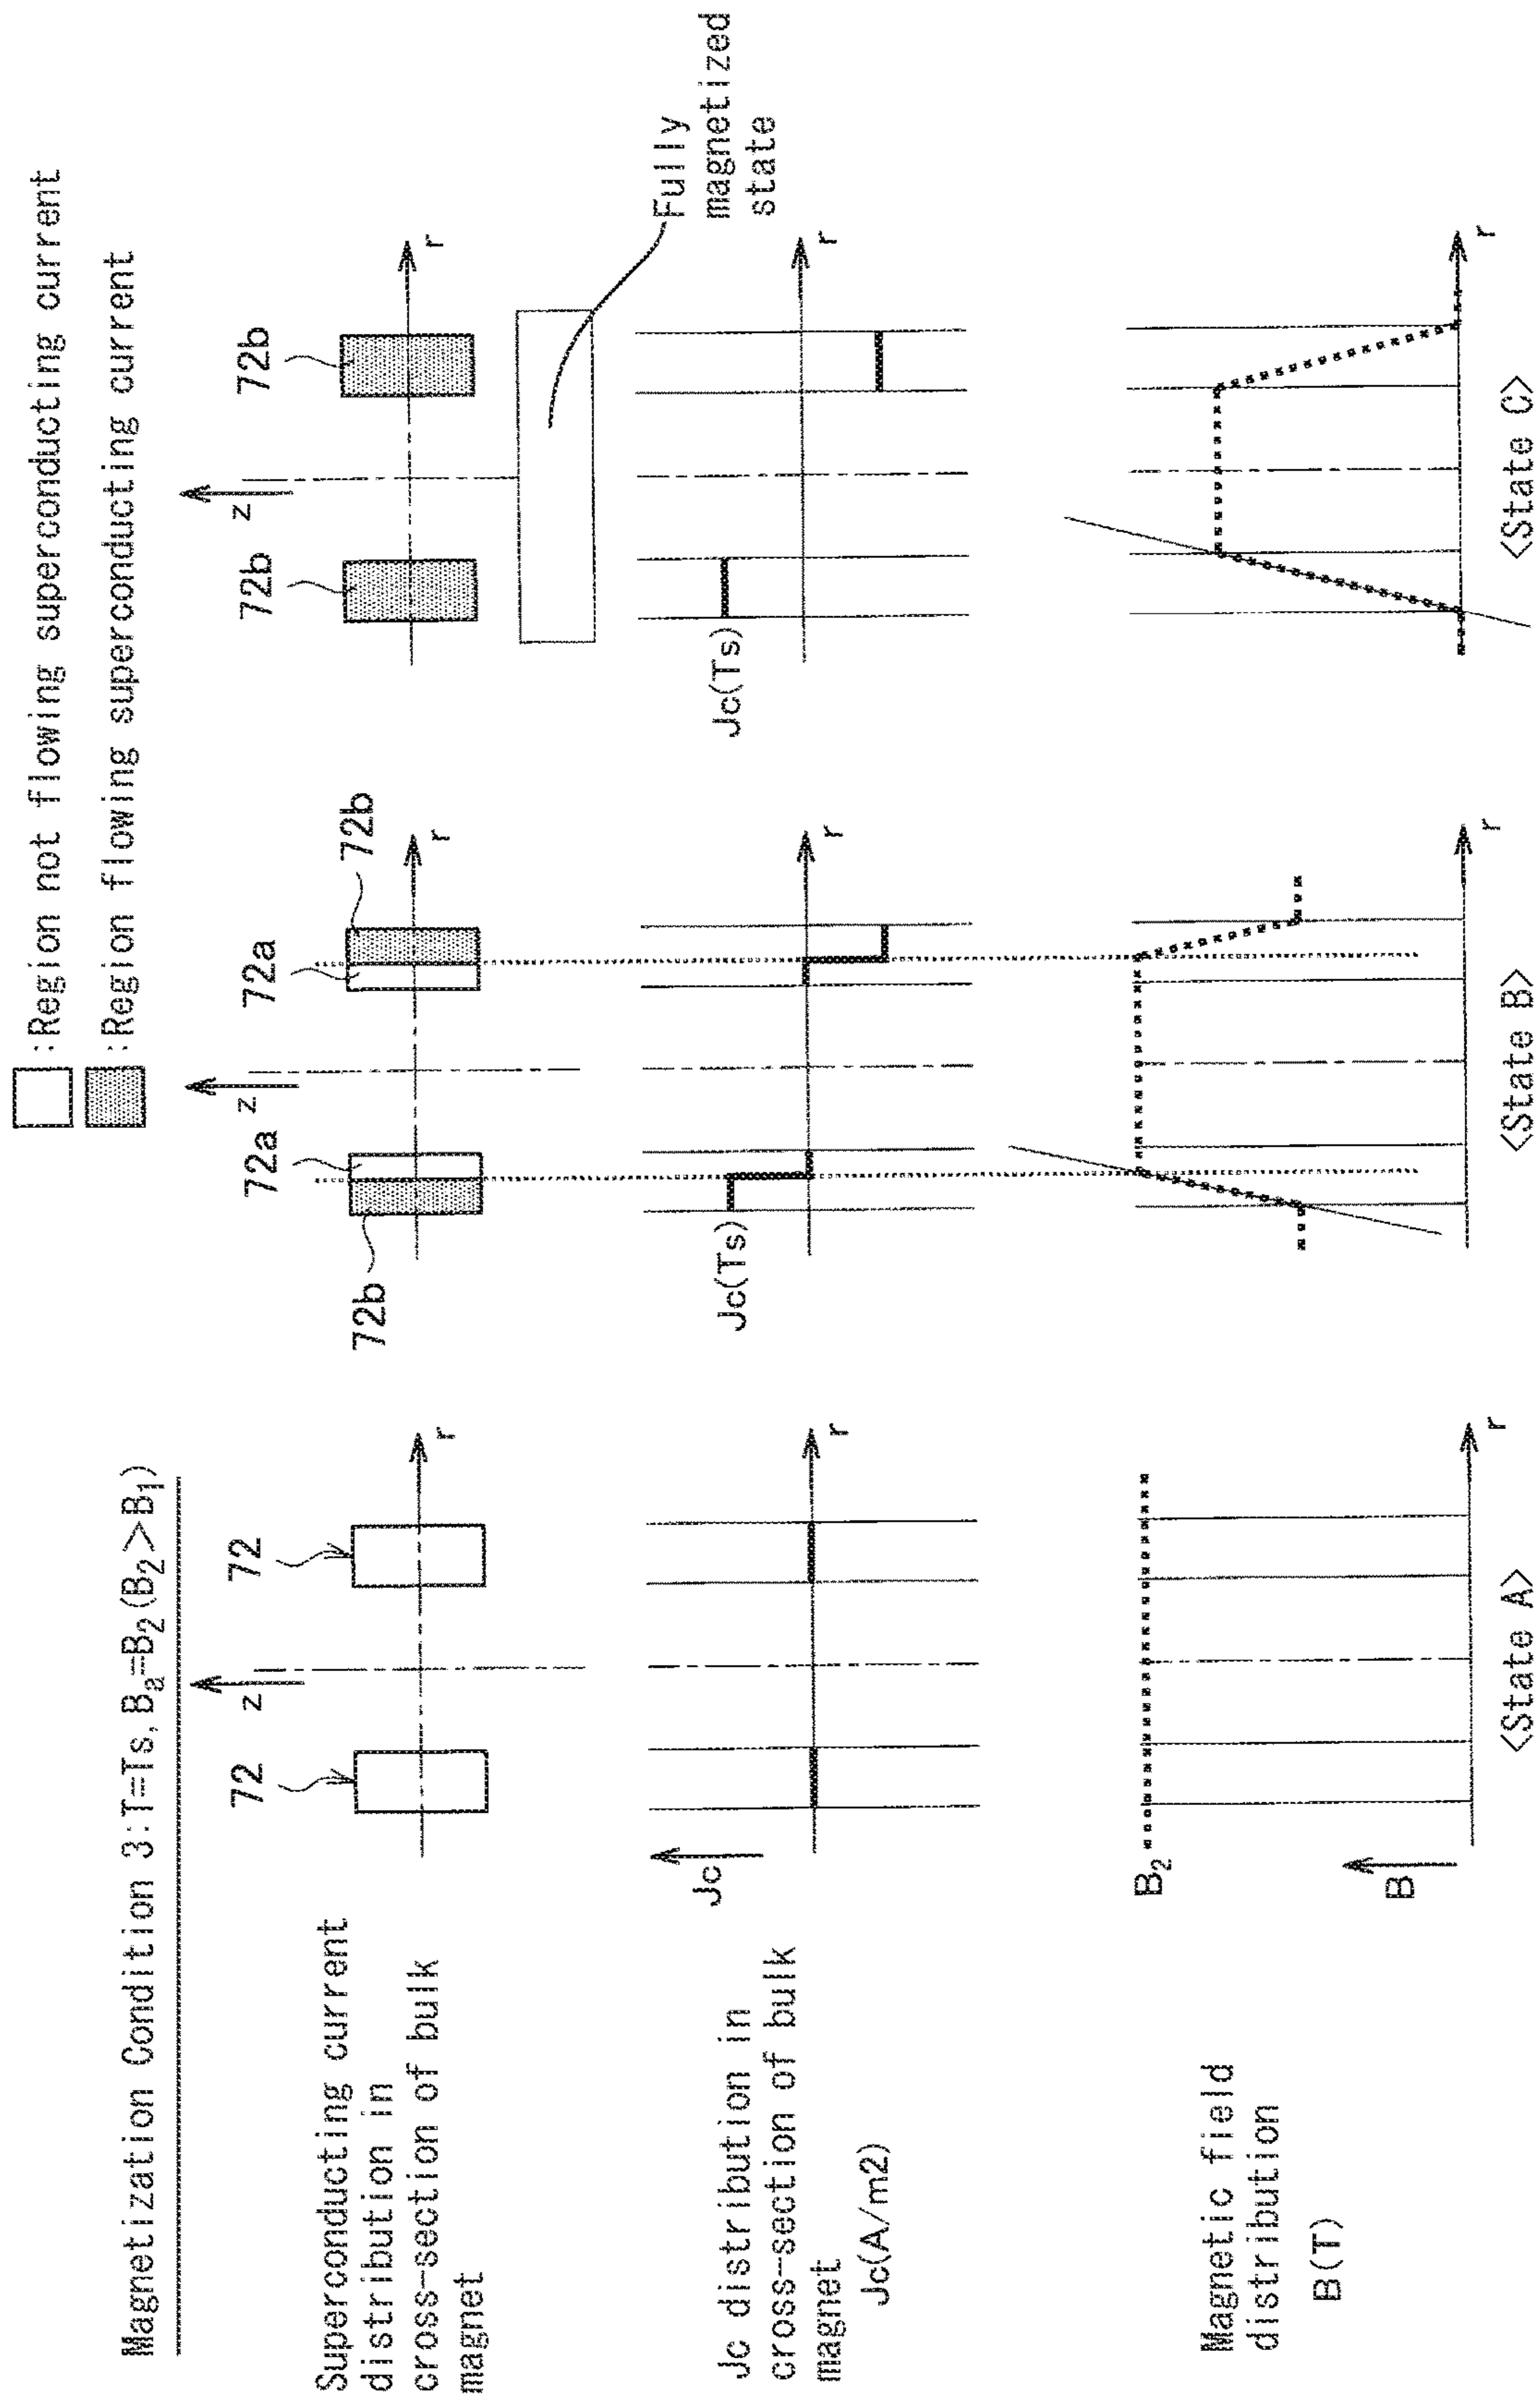 :Region not flowing superconducting current
:Region flowing superconducting current
Magnetization Condition 3:T=Ts, Ba=B2(B2>B1)
Superconducting current
distribution in
cross-section of bulk
magnet
72
72
z
r
72b
72a
72a
72b
z
r
72b
72b
z
r
Fully
magnetized
state
Jc distribution in
cross-section of bulk
magnet
Jc(A/m2)
Jc
r
Jc(Ts)
r
Jc(Ts)
r
Magnetic field
distribution
B(T)
B2
B
r
r
r
<State A>
<State B>
<State C>